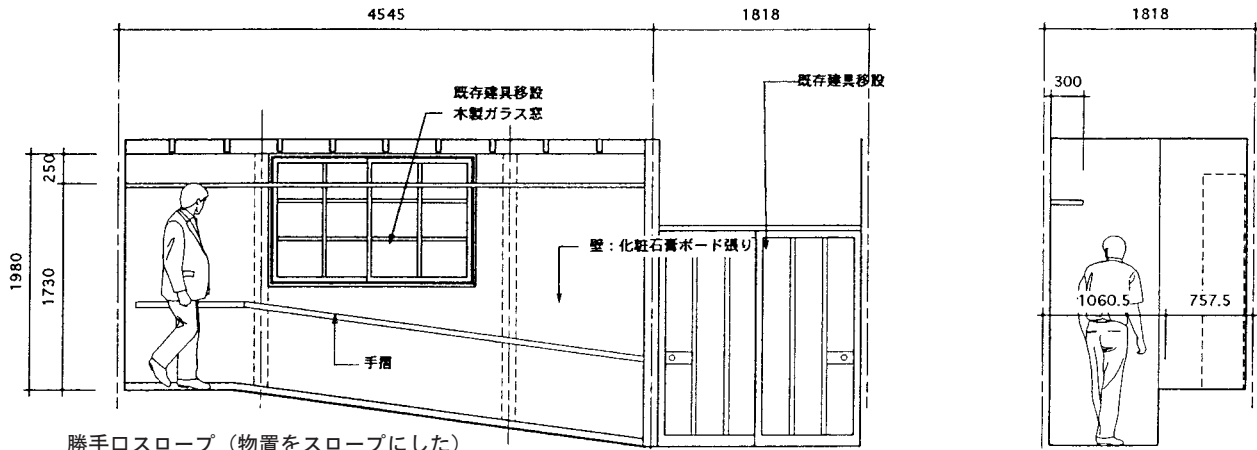 4545
1818
1818
既存建具移設
木製ガラス窓
既存建具移設
300
250
1980
1730
壁：化粧石膏ボード張り
1060.5
757.5
手摺
勝手口スロープ（物置をスロープにした）